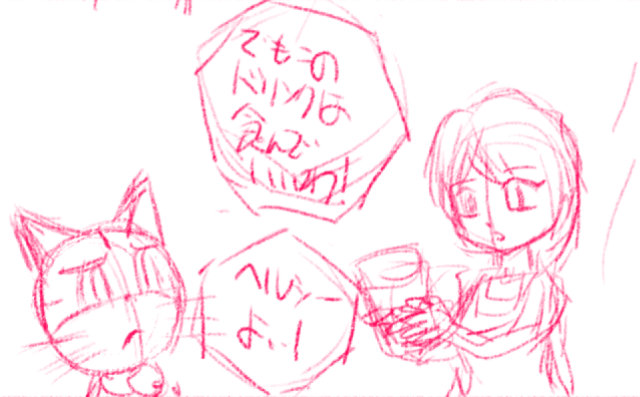 でもこの
ドリンクは
飲んで
いいわ!
ヘルシー
よ!